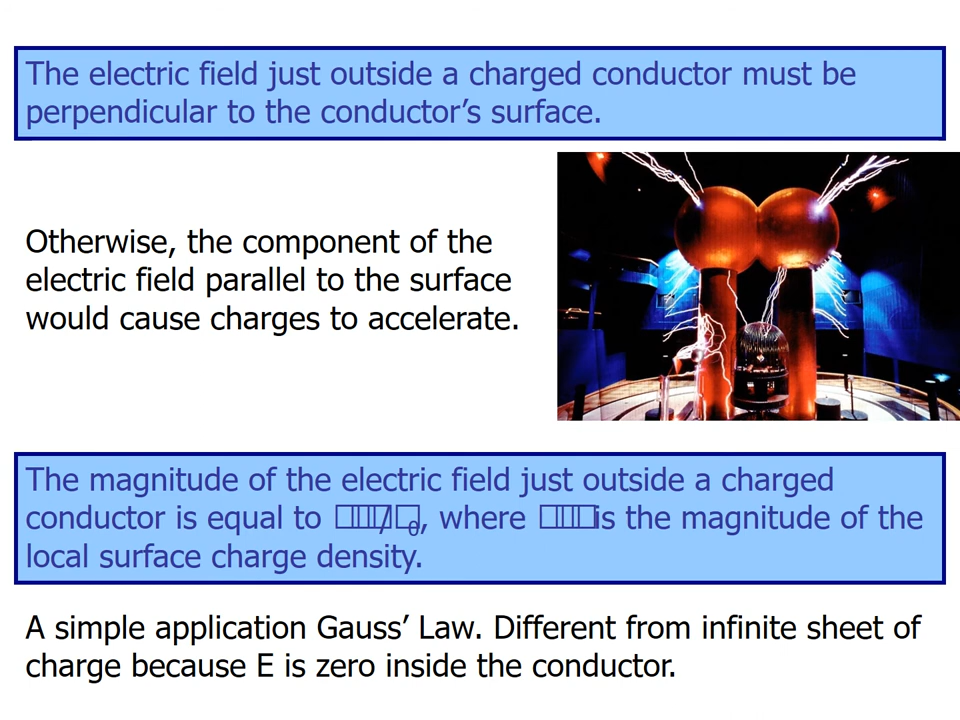 The electric field just outside a charged conductor must be
perpendicular to the conductor’s surface.
Otherwise, the component of the
electric field parallel to the surface
would cause charges to accelerate.
The magnitude of the electric field just outside a charged
conductor is equal to □□□/□₀, where □□□is the magnitude of the
local surface charge density.
A simple application Gauss’ Law. Different from infinite sheet of
charge because E is zero inside the conductor.